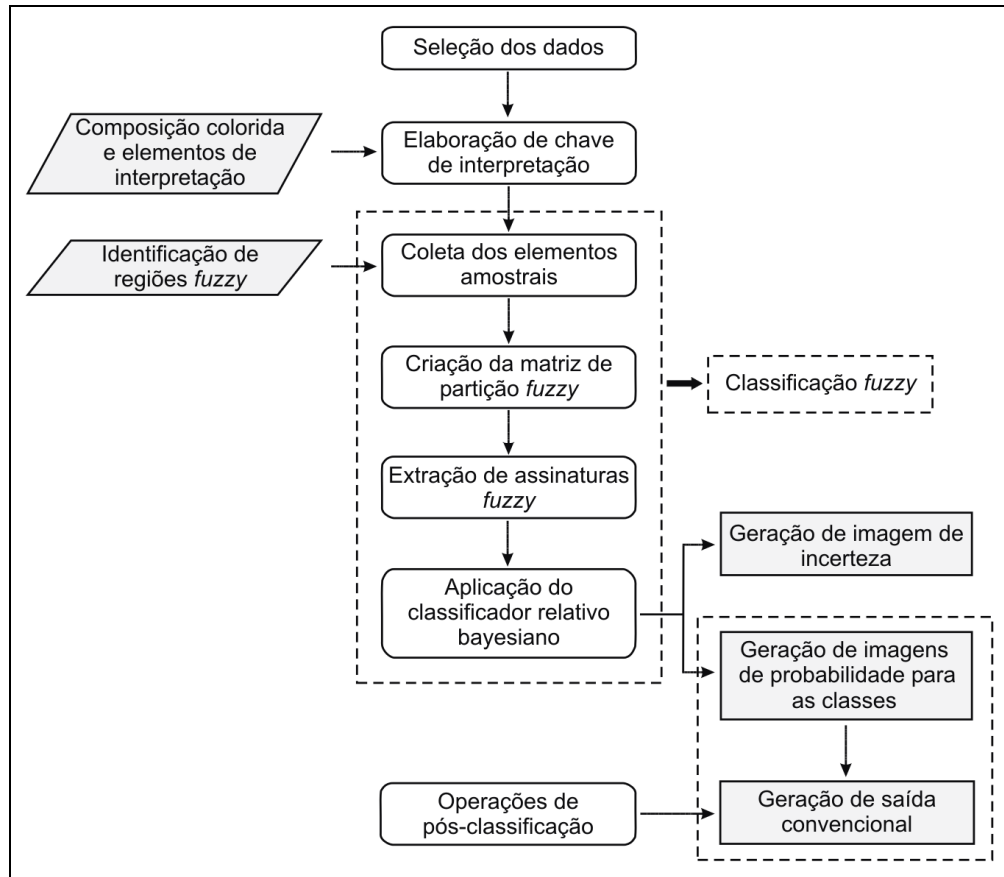 Seleção dos dados
Composição colorida
e elementos de
interpretação
Elaboração de chave
de interpretação
Identificação de
regiões fuzzy
Coleta dos elementos
amostrais
Criação da matriz de
partição fuzzy
Classificação fuzzy
Extração de assinaturas
fuzzy
Geração de imagem de
incerteza
Aplicação do
classificador relativo
bayesiano
Geração de imagens
de probabilidade para
as classes
Operações de
pós-classificação
Geração de saída
convencional